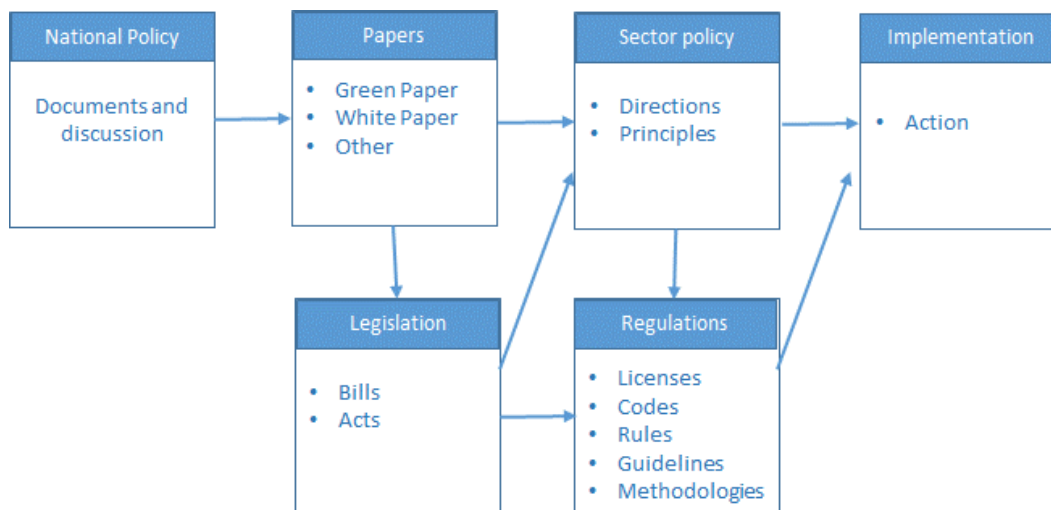 National Policy
Documents and
discussion
Papers
• Green Paper
• White Paper
• Other
Sector policy
• Directions
• Principles
Implementation
• Action
Legislation
• Bills
• Acts
Regulations
• Licenses
• Codes
• Rules
• Guidelines
• Methodologies